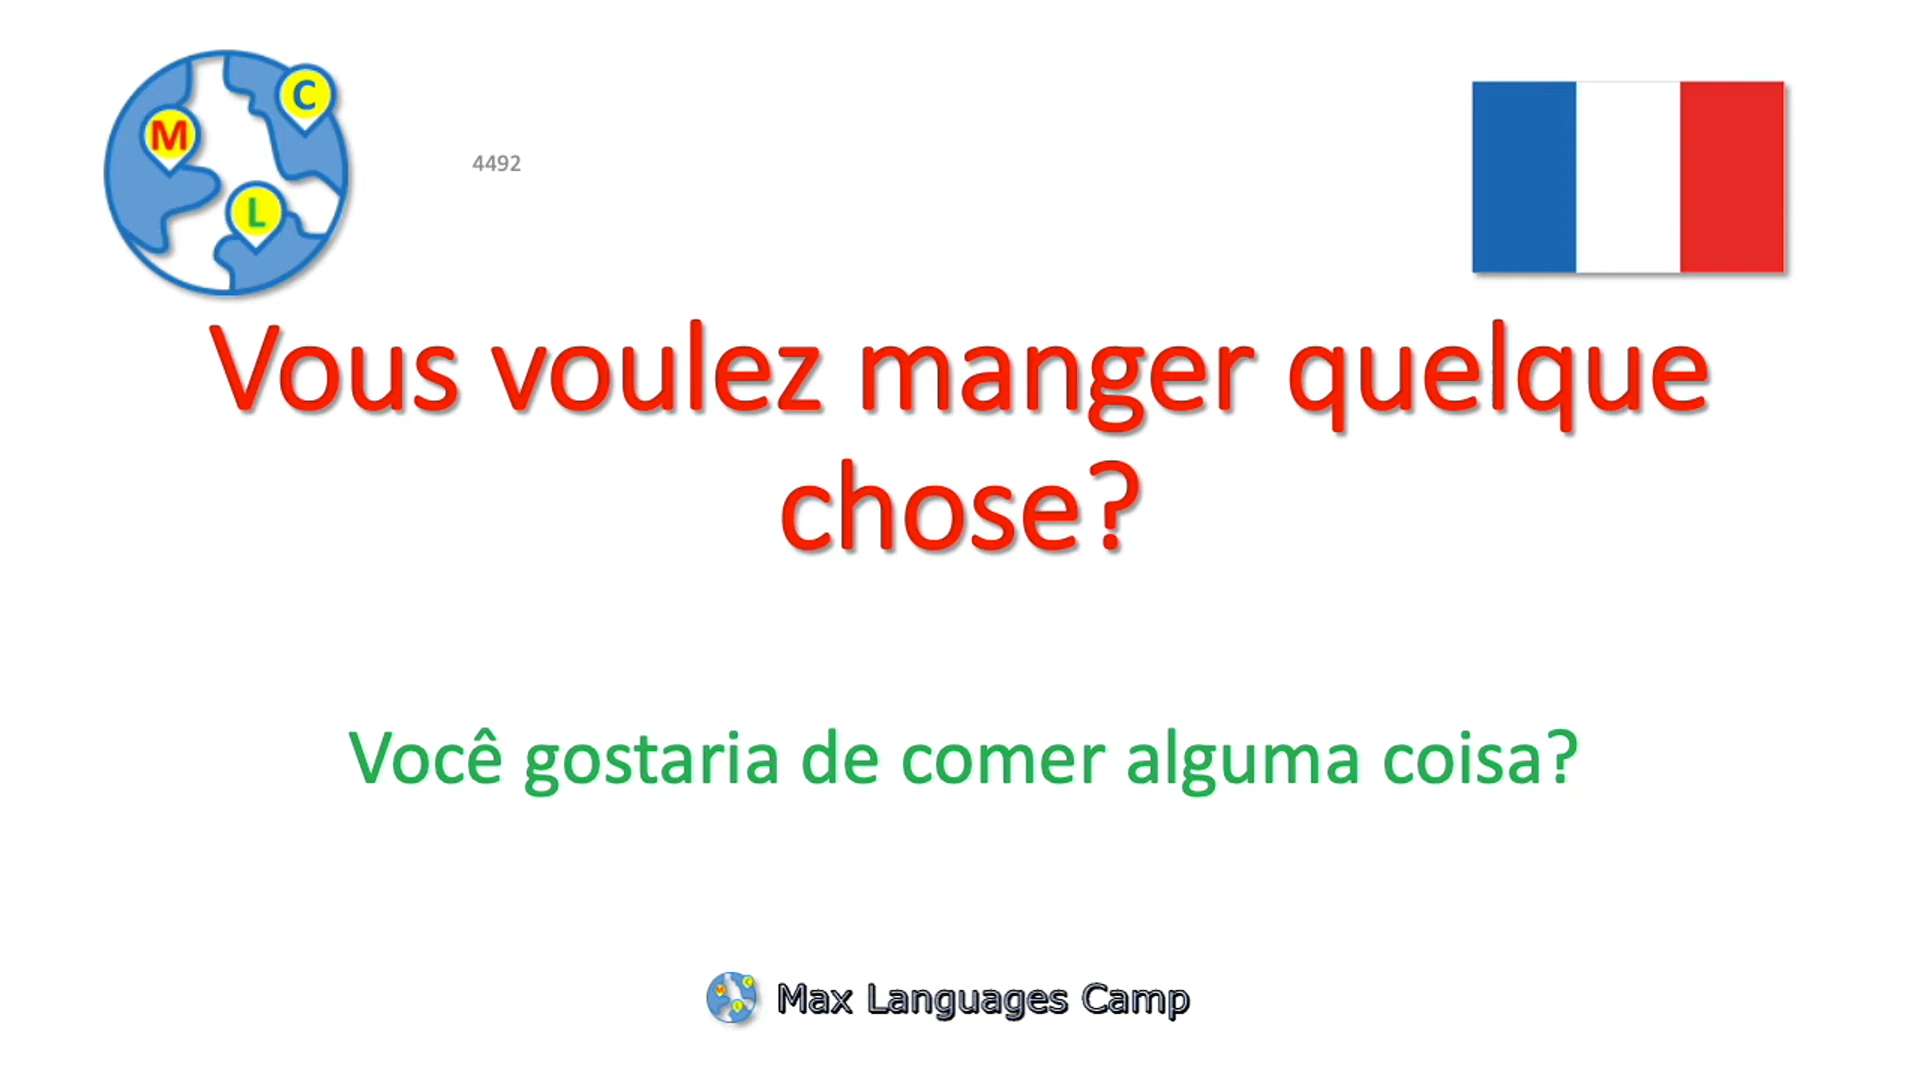 C
M
4492
L
Vous voulez manger quelque
chose?
Você gostaria de comer alguma coisa?
Max Languages Camp